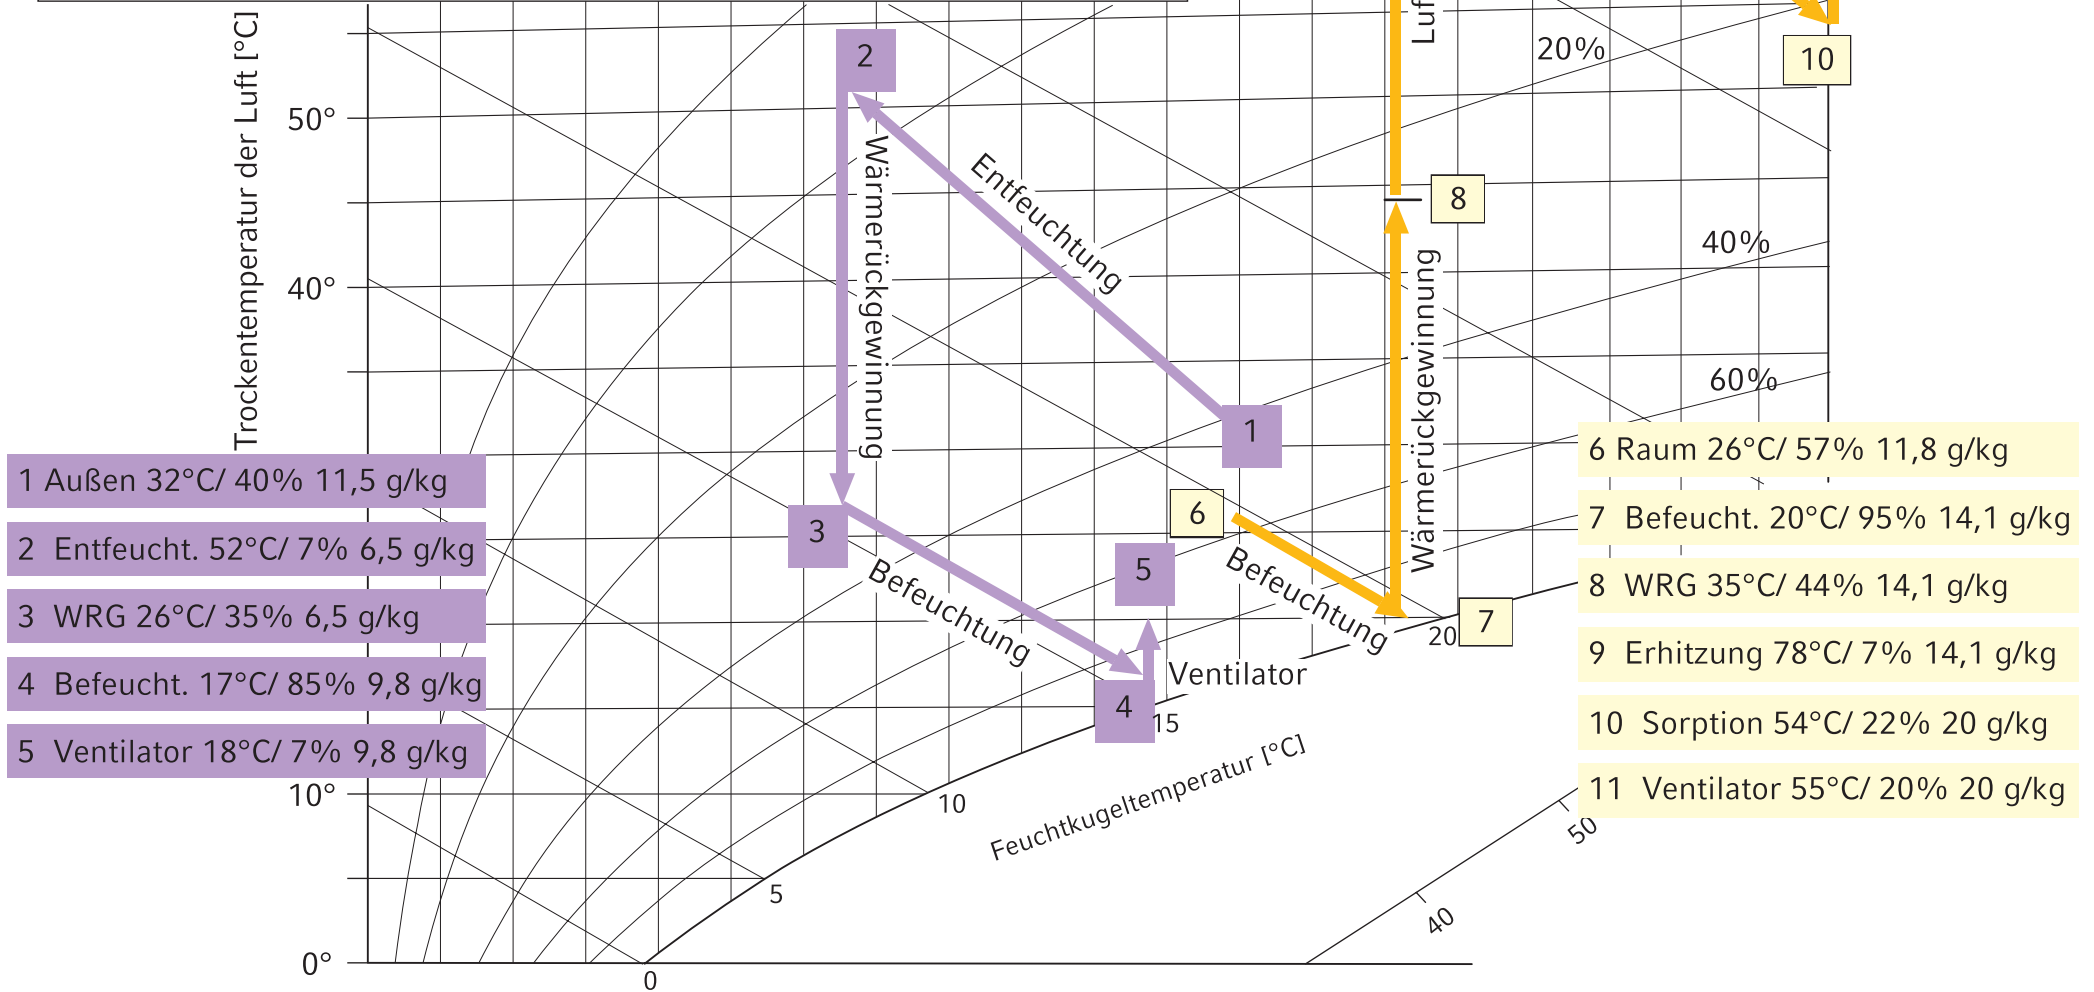 Trockentemperatur der Luft [°C]
50°
40°
10°
0°
2
Wärmerückgewinnung
Entfeuchtung
1
3
Befeuchtung
4
5
Ventilator
6
Befeuchtung
7
Wärmerückgewinnung
8
Luf
10
20%
40%
60%
0
5
10
15
20
Feuchtkugeltemperatur [°C]
40
50
1 Außen 32°C/ 40% 11,5 g/kg
2 Entfeucht. 52°C/ 7% 6,5 g/kg
3 WRG 26°C/ 35% 6,5 g/kg
4 Befeucht. 17°C/ 85% 9,8 g/kg
5 Ventilator 18°C/ 7% 9,8 g/kg
6 Raum 26°C/ 57% 11,8 g/kg
7 Befeucht. 20°C/ 95% 14,1 g/kg
8 WRG 35°C/ 44% 14,1 g/kg
9 Erhitzung 78°C/ 7% 14,1 g/kg
10 Sorption 54°C/ 22% 20 g/kg
11 Ventilator 55°C/ 20% 20 g/kg